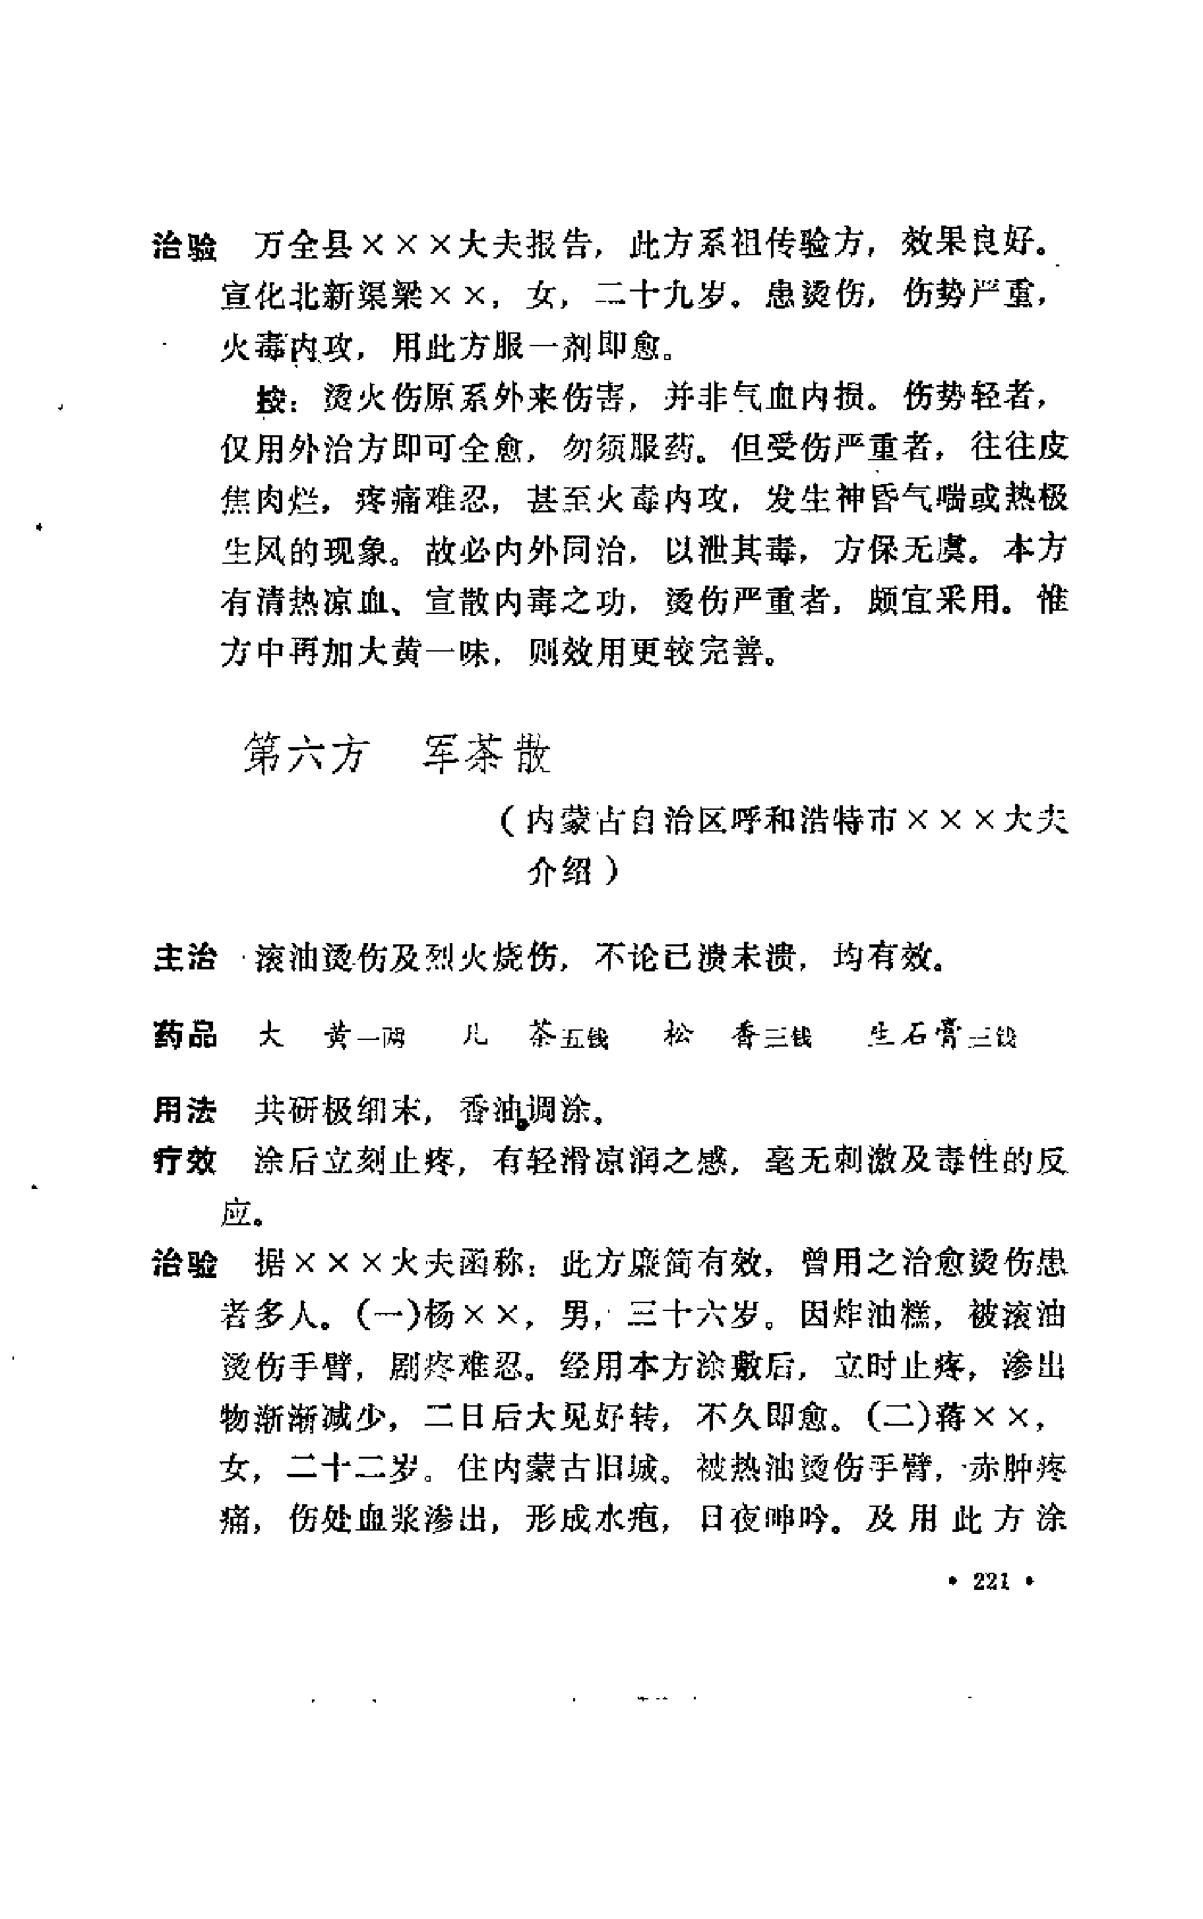 治验　万全县×××大夫报告，此方系祖传验方，效果良好。
宣化北新渠梁××，女，二十九岁。患烫伤，伤势严重，
火毒内攻，用此方服一剂即愈。
按：烫火伤原系外来伤害，并非气血内损。伤势轻者，
仅用外治方即可全愈，勿须服药。但受伤严重者，往往皮
焦肉烂，疼痛难忍，甚至火毒内攻，发生神昏气喘或热极
生风的现象。故必内外同治，以泄其毒，方保无虞。本方
有清热凉血、宣散内毒之功，烫伤严重者，颇宜采用。惟
方中再加大黄一味，则效用更较完善。
第六方　军茶散
（内蒙古自治区呼和浩特市×××大夫
介绍）
主治　滚油烫伤及烈火烧伤，不论已溃未溃，均有效。
药品　大　黄一两　儿　茶五钱　松　香三钱　生石膏三钱
用法　共研极细末，香油调涂。
疗效　涂后立刻止疼，有轻滑凉润之感，毫无刺激及毒性的反
应。
治验　据×××大夫函称：此方廉简有效，曾用之治愈烫伤患
者多人。(一)杨××，男，三十六岁。因炸油糕，被滚油
烫伤手臂，剧疼难忍。经用本方涂敷后，立时止疼，渗出
物渐渐减少，二日后大见好转，不久即愈。(二)蒋××，
女，二十二岁。住内蒙古旧城。被热油烫伤手臂，赤肿疼
痛，伤处血浆渗出，形成水疱，日夜呻吟。及用此方涂
• 221 •